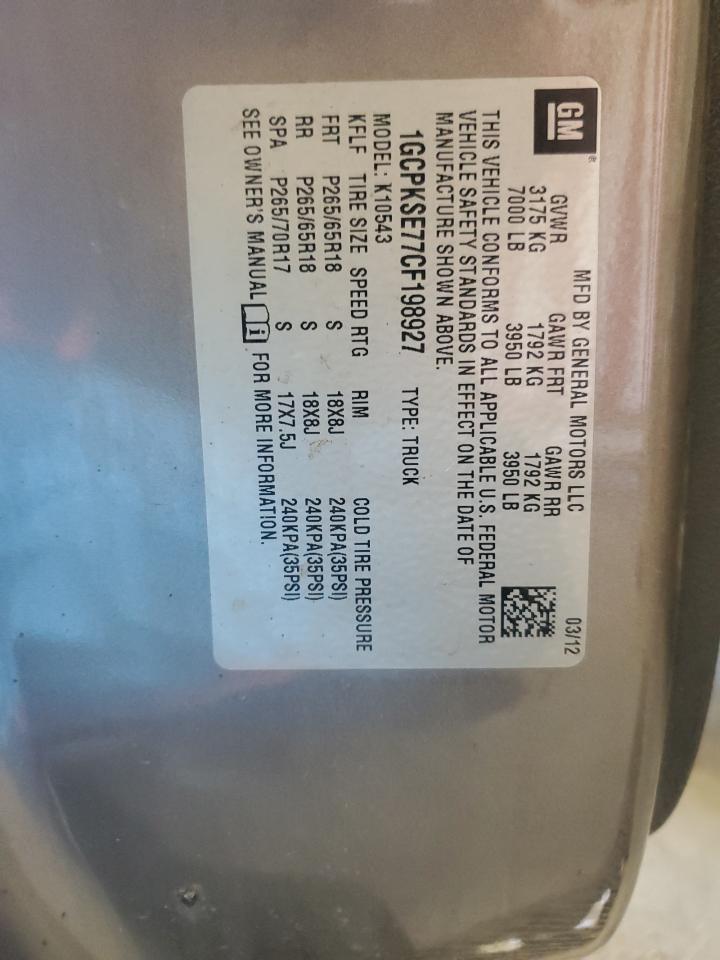 GM®
MFD BY GENERAL MOTORS LLC 03/12
GVWR GAWR FRT GAWR RR
3175 KG 1792 KG 1792 KG
7000 LB 3950 LB 3950 LB
THIS VEHICLE CONFORMS TO ALL APPLICABLE U.S. FEDERAL MOTOR
VEHICLE SAFETY STANDARDS IN EFFECT ON THE DATE OF
MANUFACTURE SHOWN ABOVE.
1GCPKSE77CF198927 TYPE: TRUCK
MODEL: K10543
KFLF TIRE SIZE SPEED RTG RIM COLD TIRE PRESSURE
FRT P265/65R18 S 18X8J 240KPA(35PSI)
RR P265/65R18 S 18X8J 240KPA(35PSI)
SPA P265/70R17 S 17X7.5J 240KPA(35PSI)
SEE OWNER'S MANUAL i FOR MORE INFORMATION.